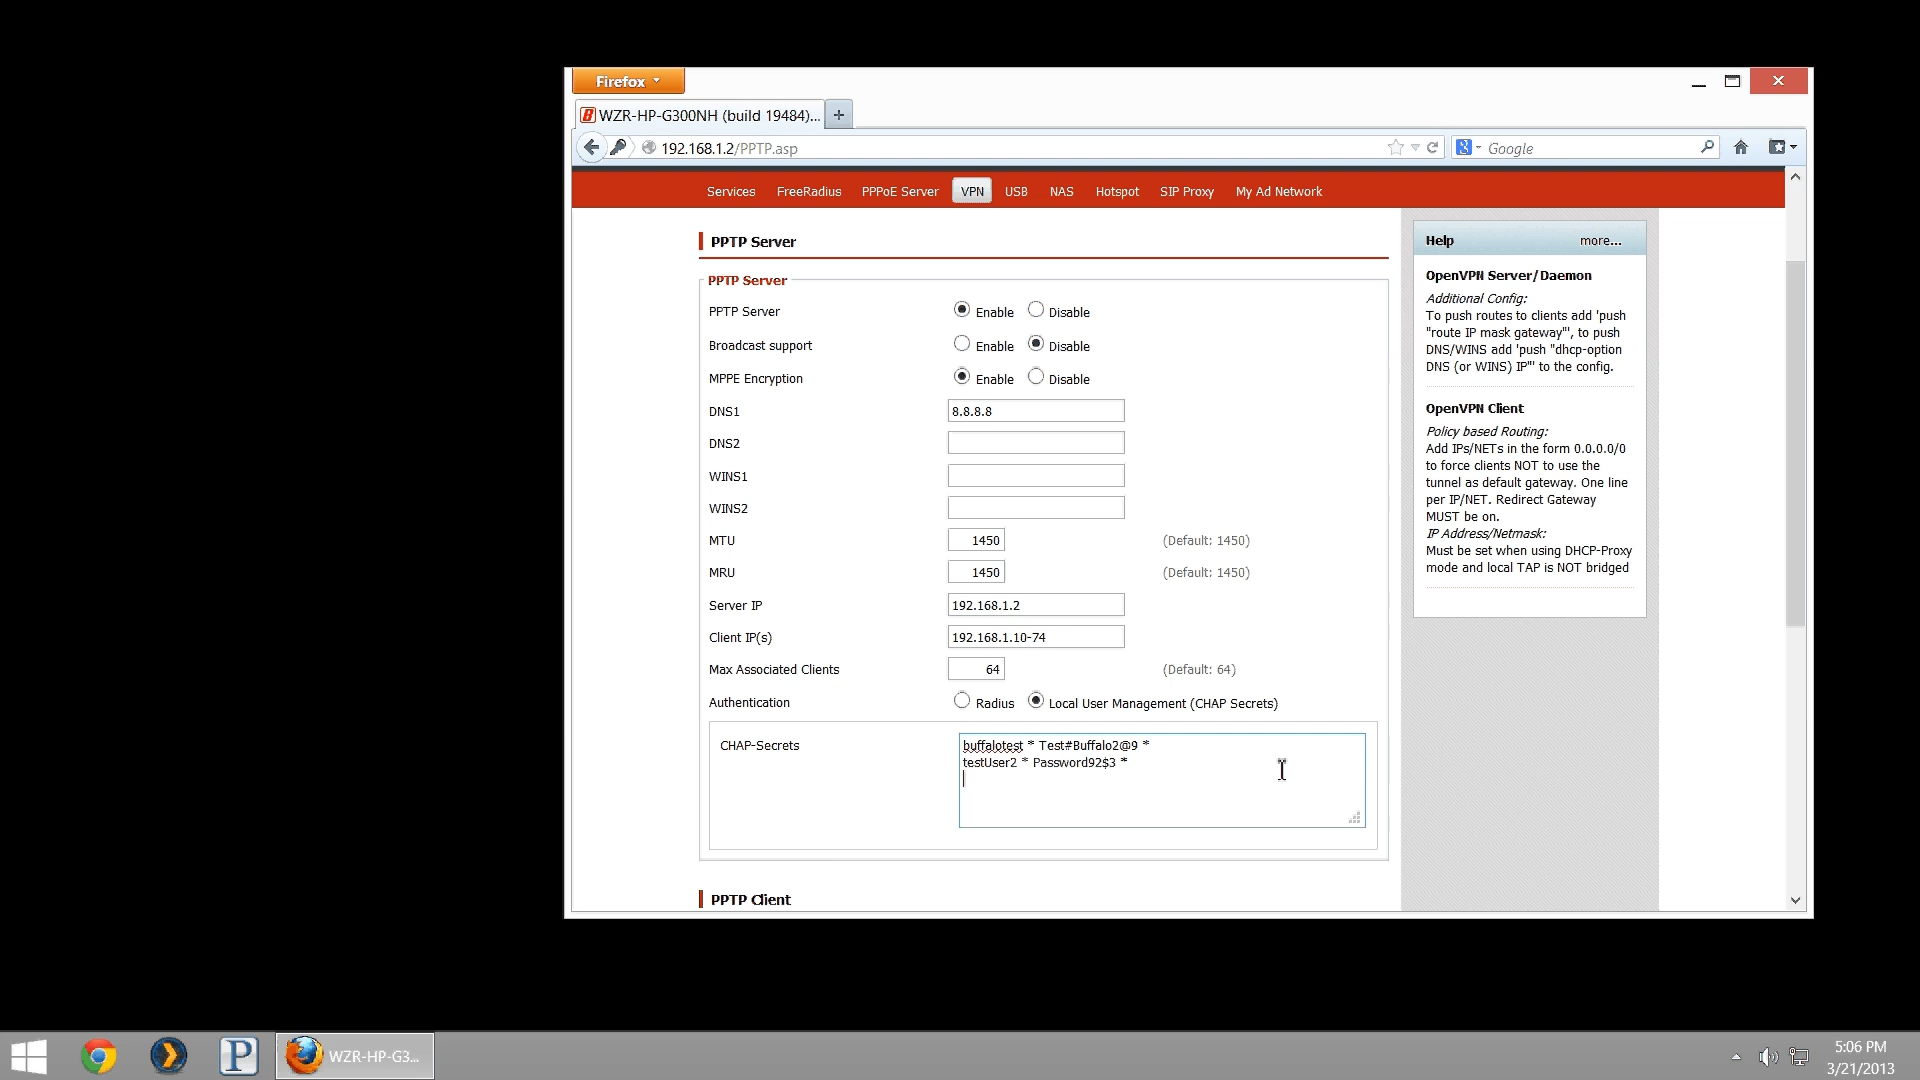 Firefox
WZR-HP-G300NH (build 19484)...
192.168.1.2/PPTP.asp
Google
Services FreeRadius PPPoE Server VPN USB NAS Hotspot SIP Proxy My Ad Network
PPTP Server
PPTP Server
PPTP Server Enable Disable
Broadcast support Enable Disable
MPPE Encryption Enable Disable
DNS1 8.8.8.8
DNS2
WINS1
WINS2
MTU 1450 (Default: 1450)
MRU 1450 (Default: 1450)
Server IP 192.168.1.2
Client IP(s) 192.168.1.10-74
Max Associated Clients 64 (Default: 64)
Authentication Radius Local User Management (CHAP Secrets)
CHAP-Secrets buffalotest * Test#Buffalo2@9 *
testUser2 * Password92$3 *
PPTP Client
Help more...
OpenVPN Server/Daemon
Additional Config:
To push routes to clients add 'push
"route IP mask gateway"', to push
DNS/WINS add 'push "dhcp-option
DNS (or WINS) IP"' to the config.
OpenVPN Client
Policy based Routing:
Add IPs/NETs in the form 0.0.0.0/0
to force clients NOT to use the
tunnel as default gateway. One line
per IP/NET. Redirect Gateway
MUST be on.
IP Address/Netmask:
Must be set when using DHCP-Proxy
mode and local TAP is NOT bridged
WZR-HP-G3...
5:06 PM
3/21/2013